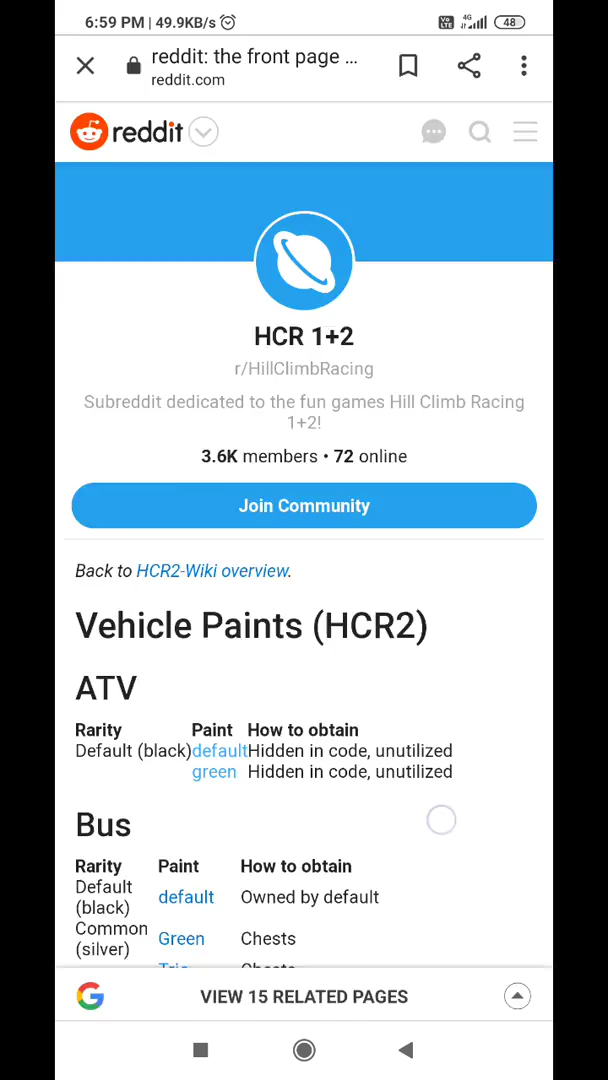 6:59 PM | 49.9KB/s
Vo LTE 4G 48
reddit: the front page ...
reddit.com
reddit
HCR 1+2
r/HillClimbRacing
Subreddit dedicated to the fun games Hill Climb Racing
1+2!
3.6K members • 72 online
Join Community
Back to HCR2-Wiki overview.
Vehicle Paints (HCR2)
ATV
Rarity Paint How to obtain
Default (black) default Hidden in code, unutilized
green Hidden in code, unutilized
Bus
Rarity Paint How to obtain
Default
(black) default Owned by default
Common
(silver) Green Chests
VIEW 15 RELATED PAGES